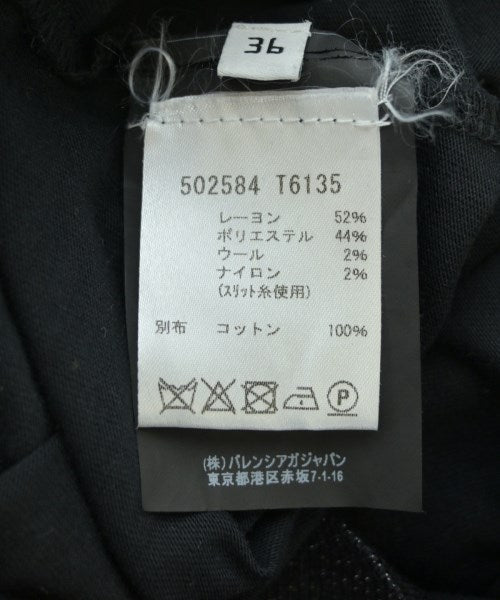 36
502584 T6135
レーヨン 52%
ポリエステル 44%
ウール 2%
ナイロン 2%
(スリット糸使用)
別布 コットン 100%
P
(株)バレンシアガジャパン
東京都港区赤坂7-1-16